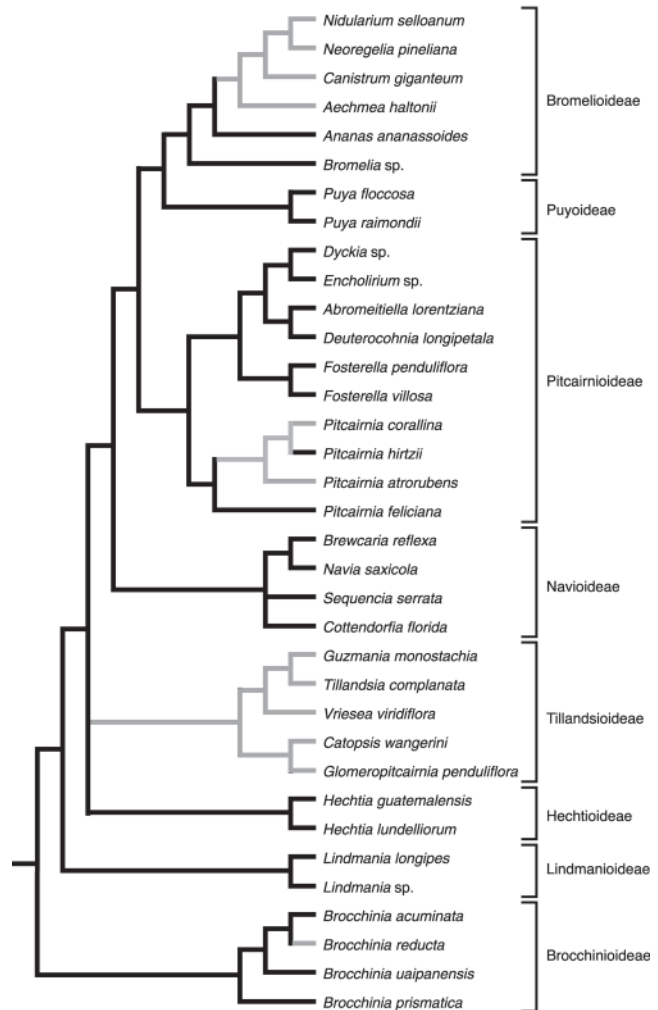 Nidularium selloanum
Neoregelia pineliana
Canistrum giganteum
Aechmea haltonii
Ananas ananassoides
Bromelia sp.
Bromelioideae
Puya floccosa
Puya raimondii
Puyoideae
Dyckia sp.
Encholirium sp.
Abromeitiella lorentziana
Deuterocohnia longipetala
Fosterella penduliflora
Fosterella villosa
Pitcairnia corallina
Pitcairnia hirtzii
Pitcairnia atrorubens
Pitcairnia feliciana
Pitcairnioideae
Brewcaria reflexa
Navia saxicola
Sequencia serrata
Cottendorfia florida
Navioideae
Guzmania monostachia
Tillandsia complanata
Vriesea viridiflora
Catopsis wangerini
Glomeropitcairnia penduliflora
Tillandsioideae
Hechtia guatemalensis
Hechtia lundelliorum
Hechtioideae
Lindmania longipes
Lindmania sp.
Lindmanioideae
Brocchinia acuminata
Brocchinia reducta
Brocchinia uaipanensis
Brocchinia prismatica
Brocchinioideae